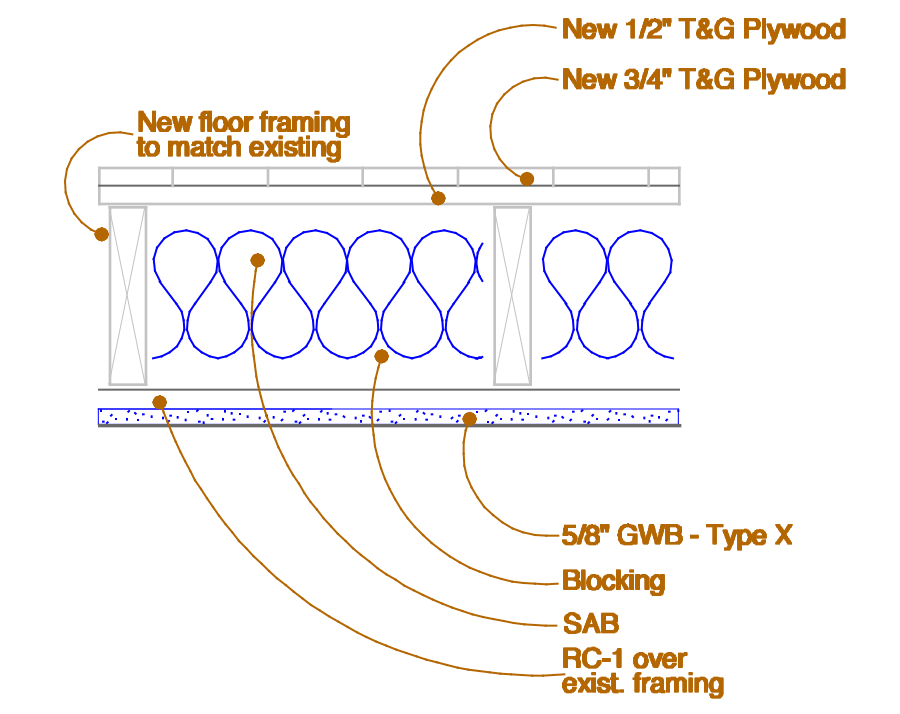 New 1/2" T&G Plywood
New 3/4" T&G Plywood
New floor framing
to match existing
5/8" GWB - Type X
Blocking
SAB
RC-1 over
exist. framing